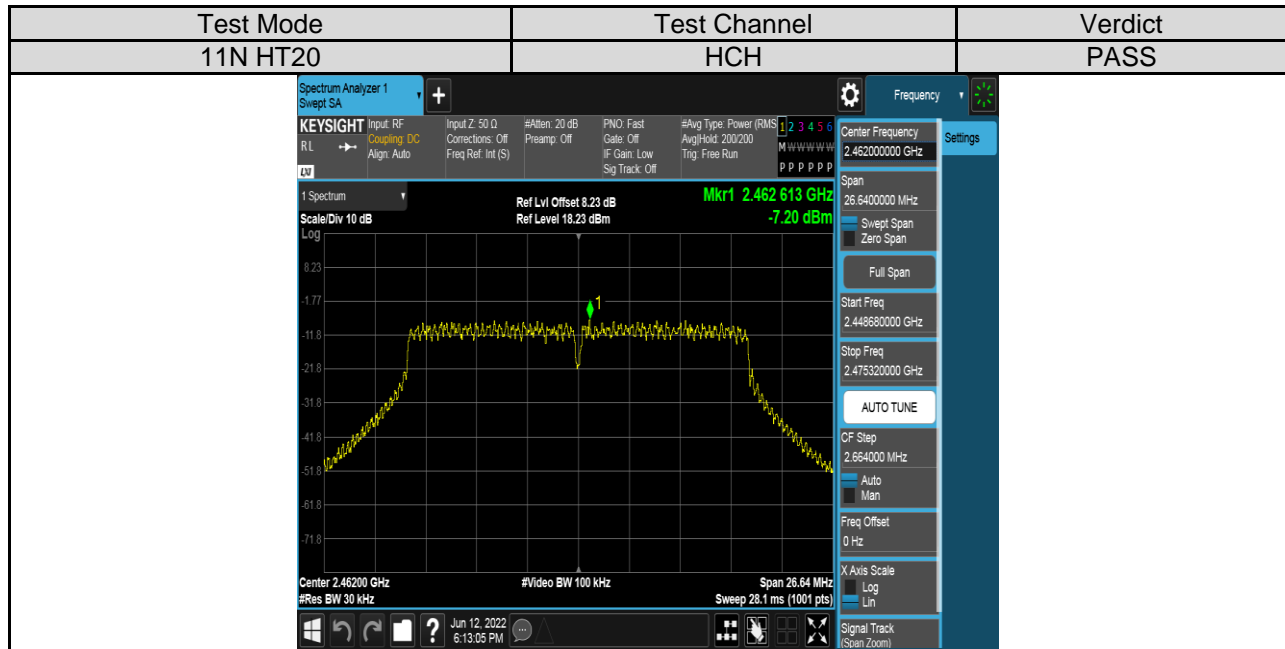 Test Mode Test Channel Verdict
11N HT20 HCH PASS
Spectrum Analyzer 1
Swept SA
+
Frequency
KEYSIGHT Input: RF Input Z: 50 Ω #Atten: 20 dB PNO: Fast #Avg Type: Power (RMS 1 2 3 4 5 6
RL Coupling: DC Corrections: Off Preamp: Off Gate: Off Avg|Hold: 200/200 M W W W W W
Align: Auto Freq Ref: Int (S) IF Gain: Low Trig: Free Run
LXI Sig Track: Off P P P P P P
1 Spectrum
Ref Lvl Offset 8.23 dB Mkr1 2.462 613 GHz
Scale/Div 10 dB Ref Level 18.23 dBm -7.20 dBm
Log
8.23
-1.77
-11.8
-21.8
-31.8
-41.8
-51.8
-61.8
-71.8
1
Center 2.46200 GHz #Video BW 100 kHz Span 26.64 MHz
#Res BW 30 kHz Sweep 28.1 ms (1001 pts)
? Jun 12, 2022
6:13:05 PM
Center Frequency
2.462000000 GHz
Settings
Span
26.6400000 MHz
Swept Span
Zero Span
Full Span
Start Freq
2.448680000 GHz
Stop Freq
2.475320000 GHz
AUTO TUNE
CF Step
2.664000 MHz
Auto
Man
Freq Offset
0 Hz
X Axis Scale
Log
Lin
Signal Track
(Span Zoom)